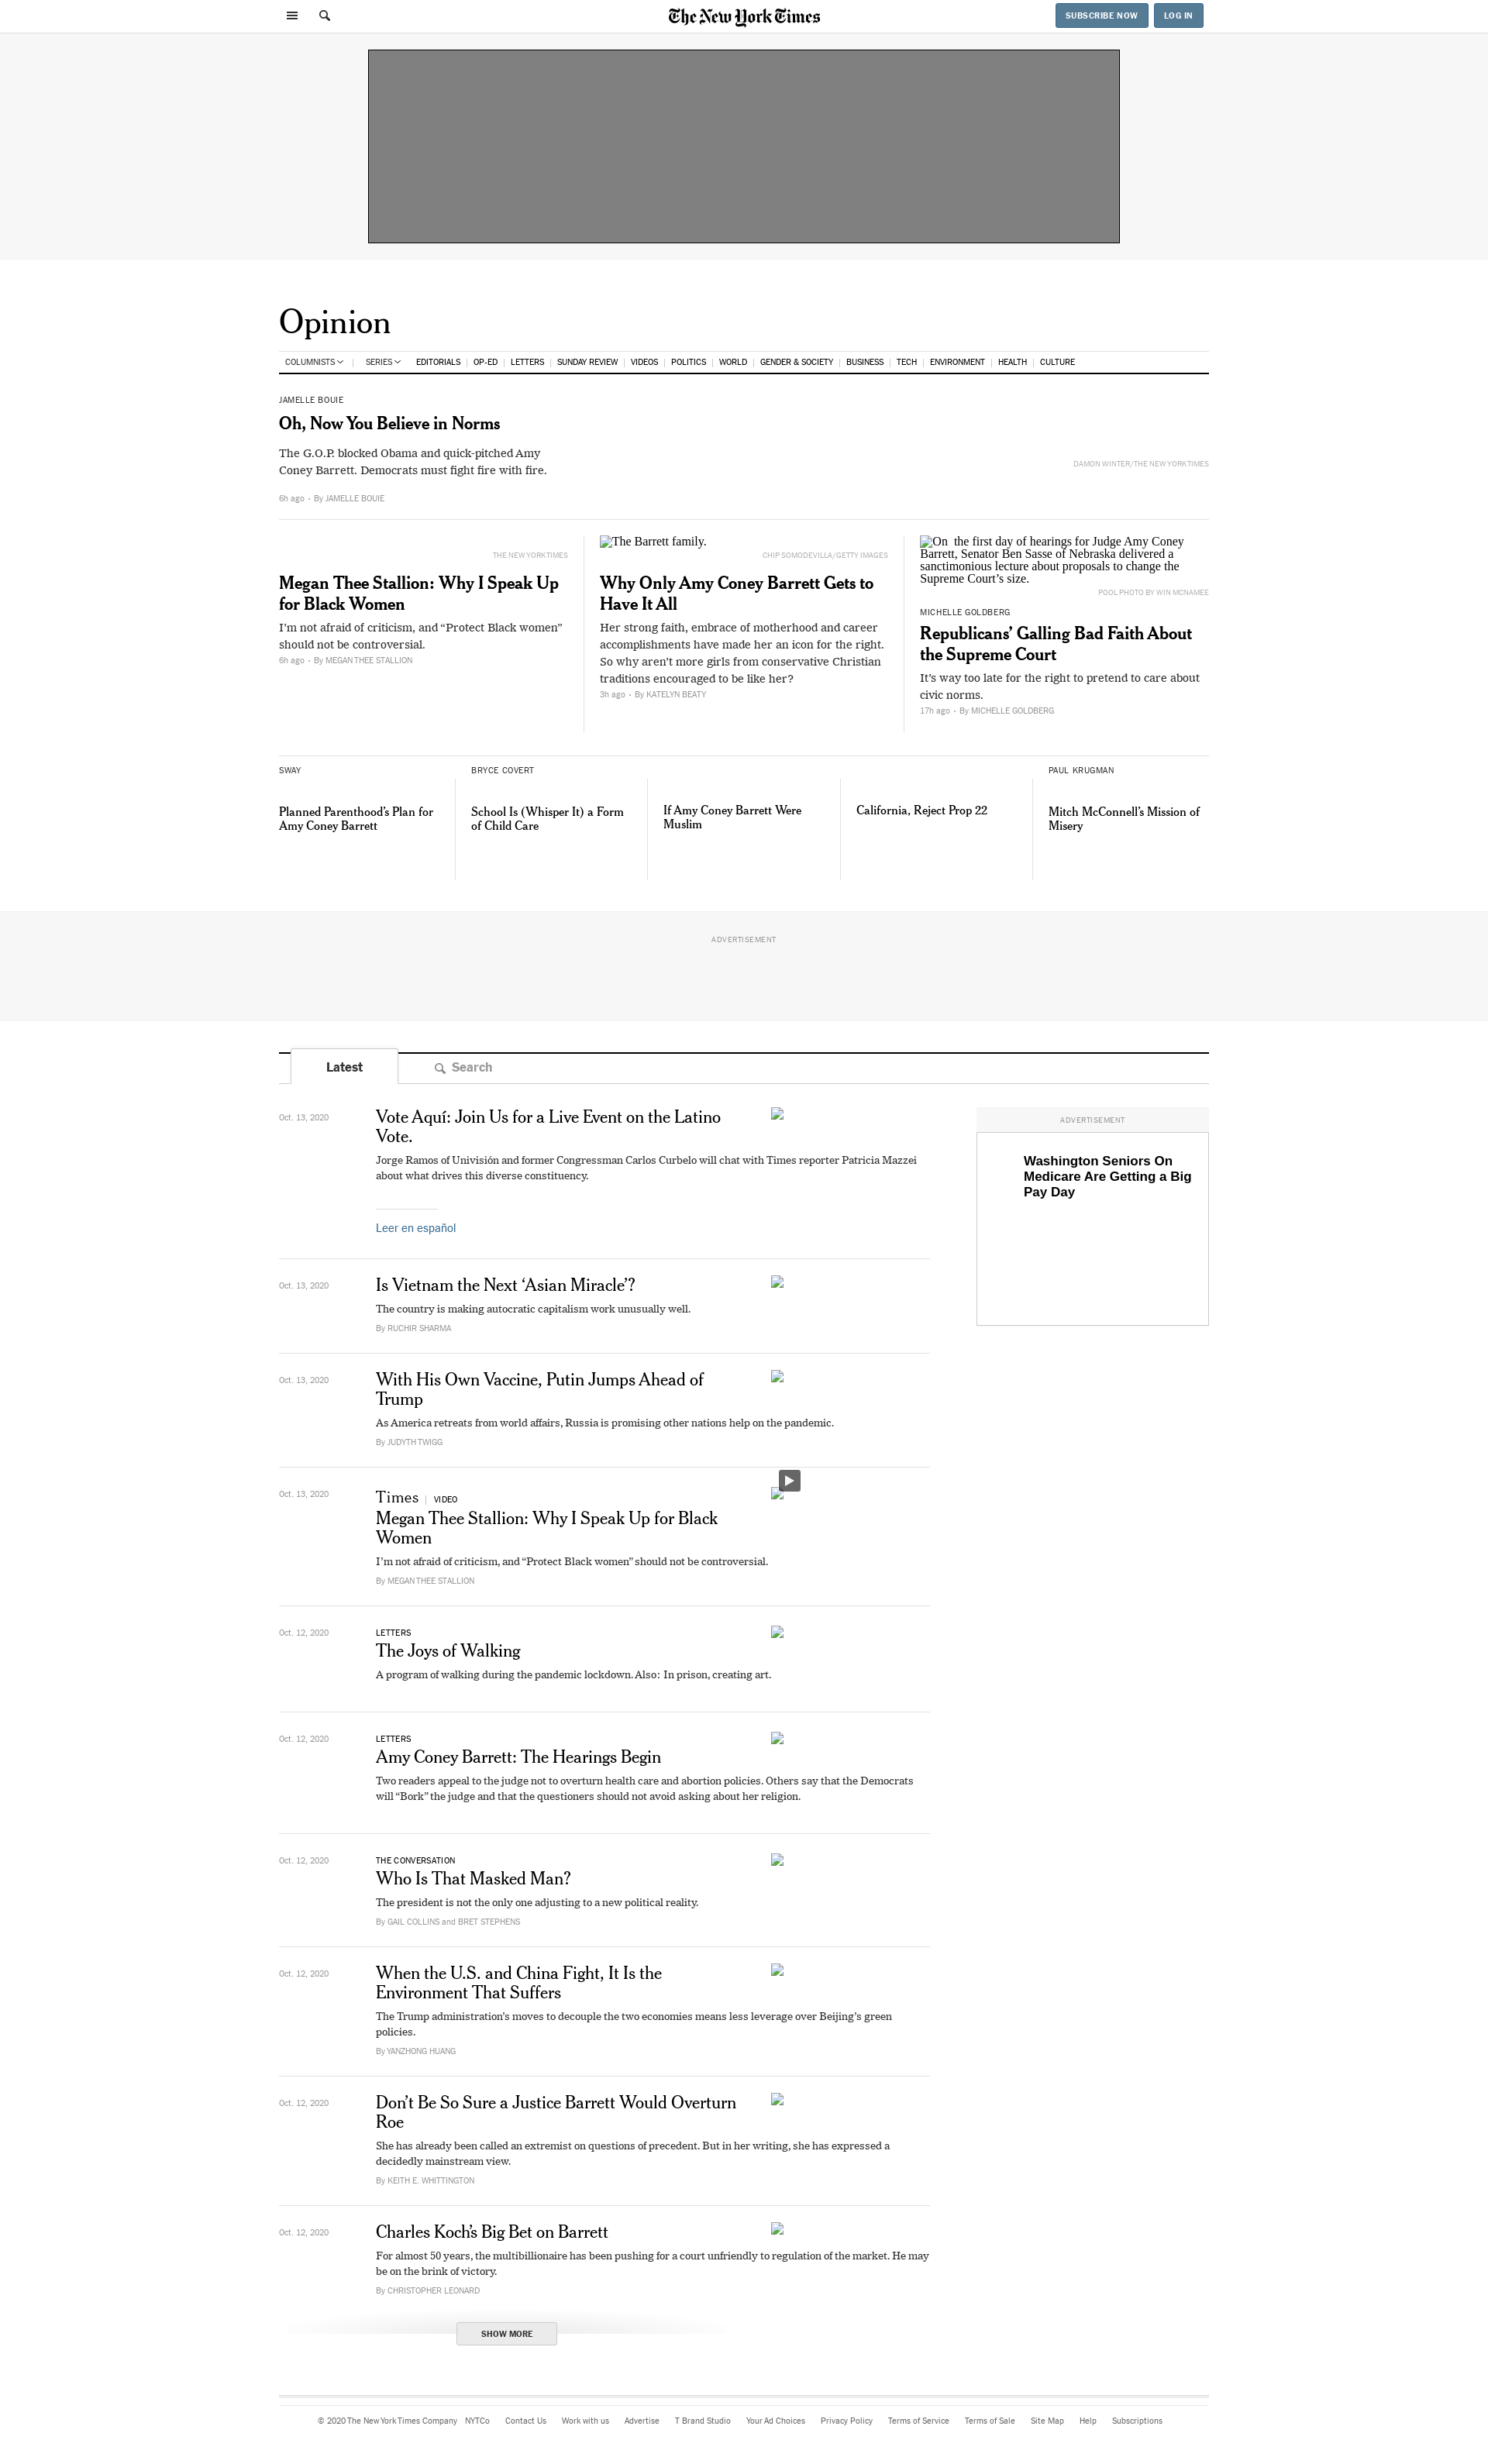 The New York Times
SUBSCRIBE NOW
LOG IN
Opinion
COLUMNISTS | SERIES EDITORIALS | OP-ED | LETTERS | SUNDAY REVIEW | VIDEOS | POLITICS | WORLD | GENDER & SOCIETY | BUSINESS | TECH | ENVIRONMENT | HEALTH | CULTURE
JAMELLE BOUIE
Oh, Now You Believe in Norms
The G.O.P. blocked Obama and quick-pitched Amy
Coney Barrett. Democrats must fight fire with fire.
6h ago • By JAMELLE BOUIE
DAMON WINTER/THE NEW YORK TIMES
THE NEW YORK TIMES
Megan Thee Stallion: Why I Speak Up
for Black Women
I’m not afraid of criticism, and “Protect Black women”
should not be controversial.
6h ago • By MEGAN THEE STALLION
The Barrett family.
CHIP SOMODEVILLA/GETTY IMAGES
Why Only Amy Coney Barrett Gets to
Have It All
Her strong faith, embrace of motherhood and career
accomplishments have made her an icon for the right.
So why aren’t more girls from conservative Christian
traditions encouraged to be like her?
3h ago • By KATELYN BEATY
On the first day of hearings for Judge Amy Coney
Barrett, Senator Ben Sasse of Nebraska delivered a
sanctimonious lecture about proposals to change the
Supreme Court’s size.
POOL PHOTO BY WIN MCNAMEE
MICHELLE GOLDBERG
Republicans’ Galling Bad Faith About
the Supreme Court
It’s way too late for the right to pretend to care about
civic norms.
17h ago • By MICHELLE GOLDBERG
SWAY
Planned Parenthood’s Plan for
Amy Coney Barrett
BRYCE COVERT
School Is (Whisper It) a Form
of Child Care
If Amy Coney Barrett Were
Muslim
California, Reject Prop 22
PAUL KRUGMAN
Mitch McConnell’s Mission of
Misery
ADVERTISEMENT
Latest
Search
Oct. 13, 2020
Vote Aquí: Join Us for a Live Event on the Latino
Vote.
Jorge Ramos of Univisión and former Congressman Carlos Curbelo will chat with Times reporter Patricia Mazzei
about what drives this diverse constituency.
Leer en español
ADVERTISEMENT
Washington Seniors On
Medicare Are Getting a Big
Pay Day
Oct. 13, 2020
Is Vietnam the Next ‘Asian Miracle’?
The country is making autocratic capitalism work unusually well.
By RUCHIR SHARMA
Oct. 13, 2020
With His Own Vaccine, Putin Jumps Ahead of
Trump
As America retreats from world affairs, Russia is promising other nations help on the pandemic.
By JUDYTH TWIGG
Oct. 13, 2020
Times | VIDEO
Megan Thee Stallion: Why I Speak Up for Black
Women
I’m not afraid of criticism, and “Protect Black women” should not be controversial.
By MEGAN THEE STALLION
Oct. 12, 2020
LETTERS
The Joys of Walking
A program of walking during the pandemic lockdown. Also: In prison, creating art.
Oct. 12, 2020
LETTERS
Amy Coney Barrett: The Hearings Begin
Two readers appeal to the judge not to overturn health care and abortion policies. Others say that the Democrats
will “Bork” the judge and that the questioners should not avoid asking about her religion.
Oct. 12, 2020
THE CONVERSATION
Who Is That Masked Man?
The president is not the only one adjusting to a new political reality.
By GAIL COLLINS and BRET STEPHENS
Oct. 12, 2020
When the U.S. and China Fight, It Is the
Environment That Suffers
The Trump administration’s moves to decouple the two economies means less leverage over Beijing’s green
policies.
By YANZHONG HUANG
Oct. 12, 2020
Don’t Be So Sure a Justice Barrett Would Overturn
Roe
She has already been called an extremist on questions of precedent. But in her writing, she has expressed a
decidedly mainstream view.
By KEITH E. WHITTINGTON
Oct. 12, 2020
Charles Koch’s Big Bet on Barrett
For almost 50 years, the multibillionaire has been pushing for a court unfriendly to regulation of the market. He may
be on the brink of victory.
By CHRISTOPHER LEONARD
SHOW MORE
© 2020 The New York Times Company NYTCo Contact Us Work with us Advertise T Brand Studio Your Ad Choices Privacy Policy Terms of Service Terms of Sale Site Map Help Subscriptions